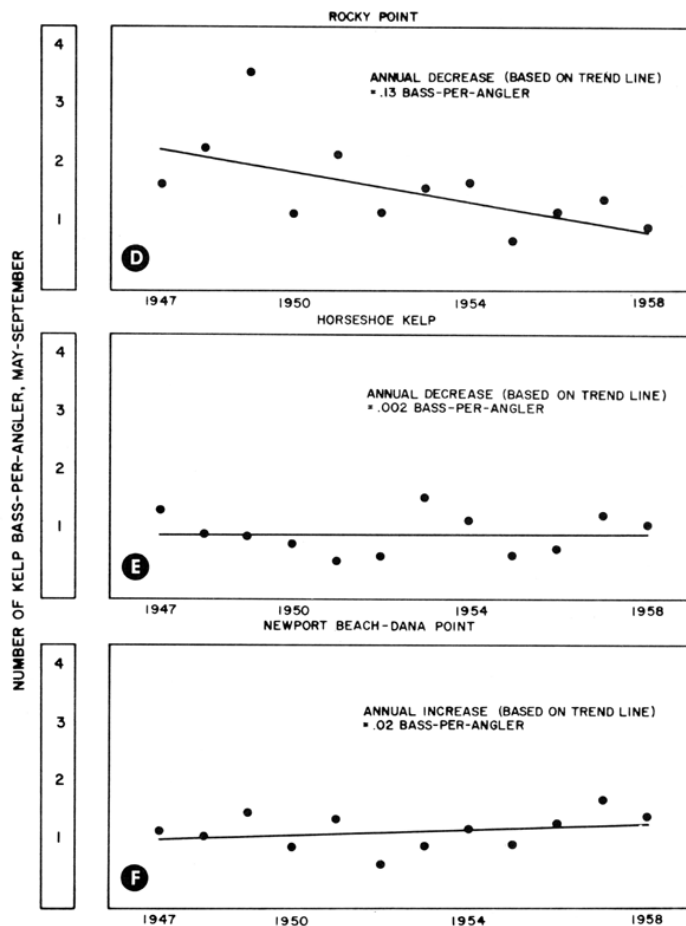 ROCKY POINT
4
3
2
1
ANNUAL DECREASE (BASED ON TREND LINE)
= .13 BASS-PER-ANGLER
D
1947 1950 1954 1958
HORSESHOE KELP
4
3
2
1
ANNUAL DECREASE (BASED ON TREND LINE)
= .002 BASS-PER-ANGLER
E
1947 1950 1954 1958
NEWPORT BEACH-DANA POINT
4
3
2
1
ANNUAL INCREASE (BASED ON TREND LINE)
= .02 BASS-PER-ANGLER
F
1947 1950 1954 1958
NUMBER OF KELP BASS-PER-ANGLER, MAY-SEPTEMBER